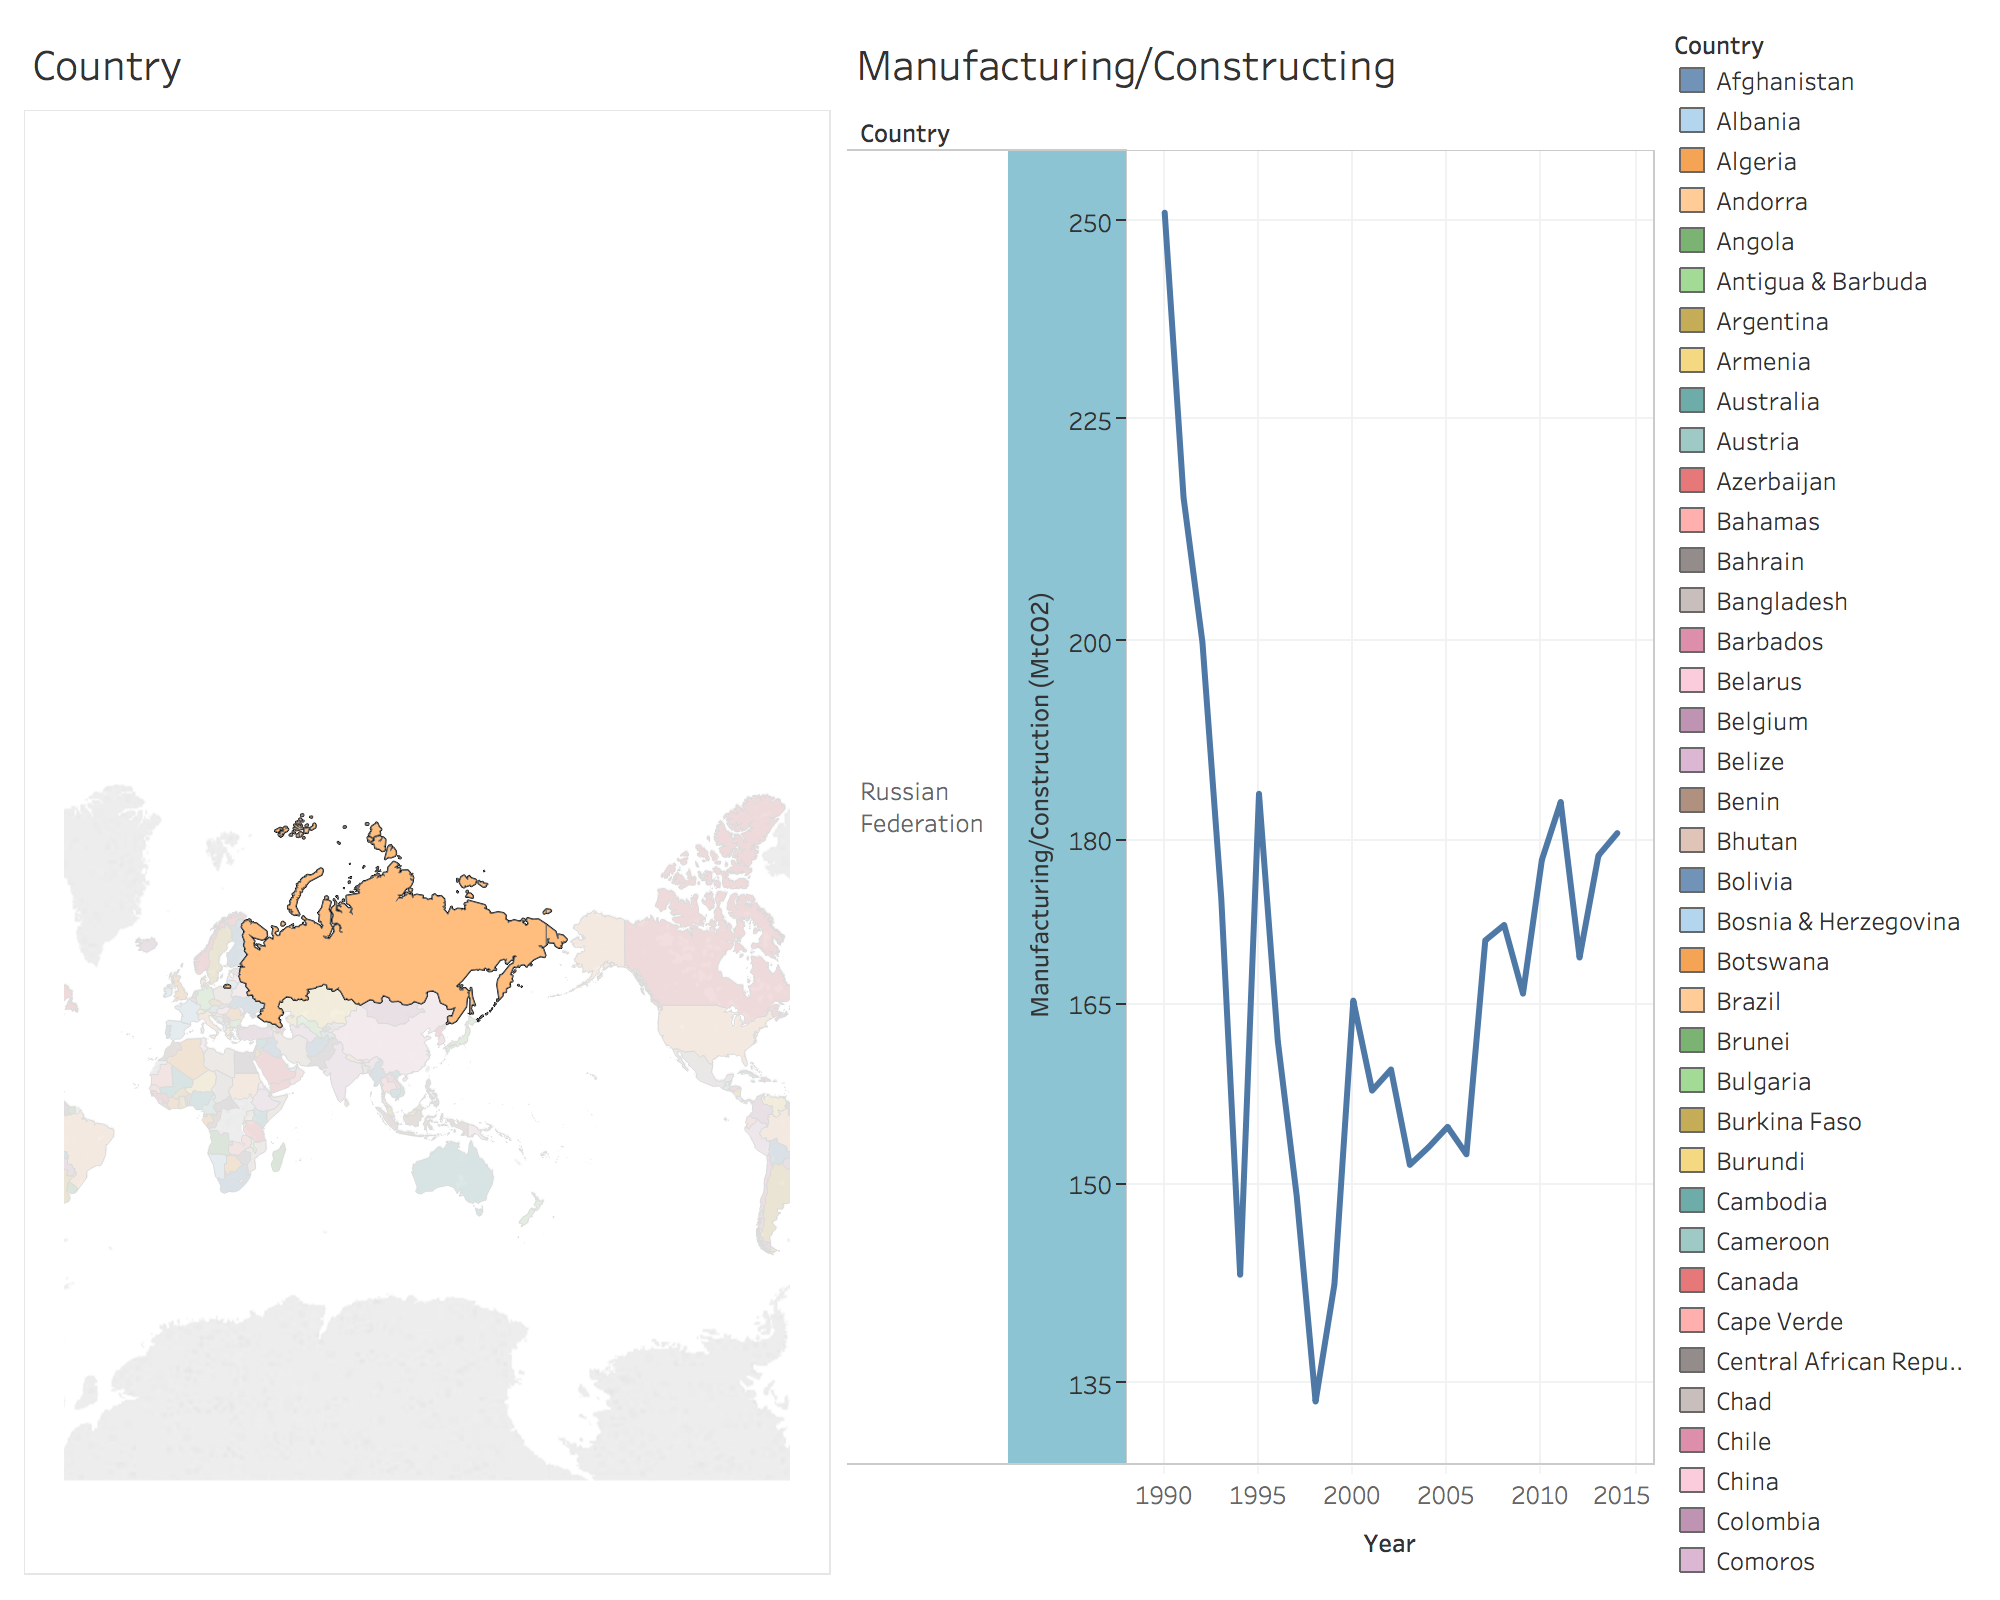 Country
Manufacturing/Constructing
Country
Russian
Federation
Manufacturing/Construction (MtCO2)
250
225
200
180
165
150
135
1990 1995 2000 2005 2010 2015
Year
Country
Afghanistan
Albania
Algeria
Andorra
Angola
Antigua & Barbuda
Argentina
Armenia
Australia
Austria
Azerbaijan
Bahamas
Bahrain
Bangladesh
Barbados
Belarus
Belgium
Belize
Benin
Bhutan
Bolivia
Bosnia & Herzegovina
Botswana
Brazil
Brunei
Bulgaria
Burkina Faso
Burundi
Cambodia
Cameroon
Canada
Cape Verde
Central African Repu..
Chad
Chile
China
Colombia
Comoros